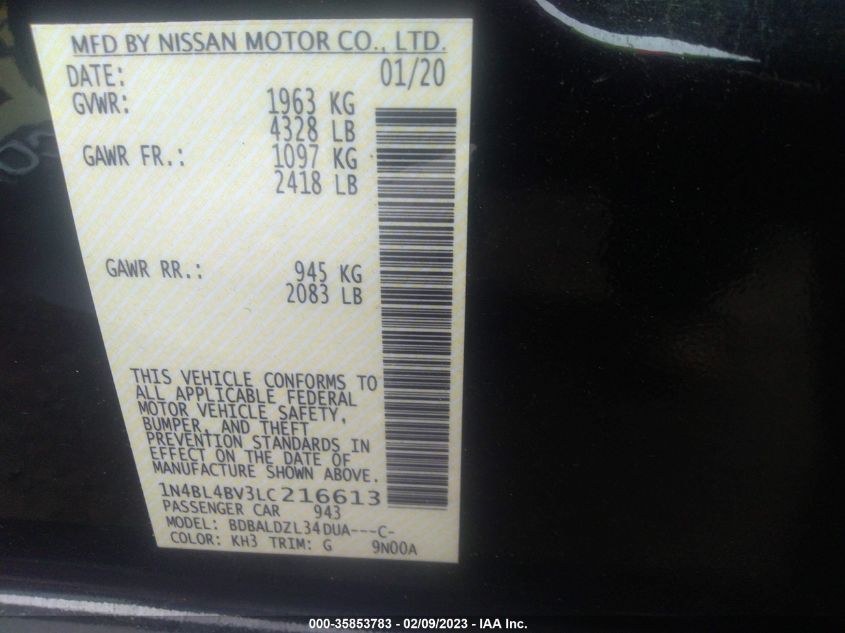 MFD BY NISSAN MOTOR CO., LTD.
DATE: 01/20
GVWR: 1963 KG
4328 LB
GAWR FR.: 1097 KG
2418 LB
GAWR RR.: 945 KG
2083 LB
THIS VEHICLE CONFORMS TO
ALL APPLICABLE FEDERAL
MOTOR VEHICLE SAFETY,
BUMPER, AND THEFT
PREVENTION STANDARDS IN
EFFECT ON THE DATE OF
MANUFACTURE SHOWN ABOVE.
1N4BL4BV3LC216613
PASSENGER CAR 943
MODEL: BDBALDZL34DUA---C-
COLOR: KH3 TRIM: G 9N00A
000-35853783 - 02/09/2023 - IAA Inc.